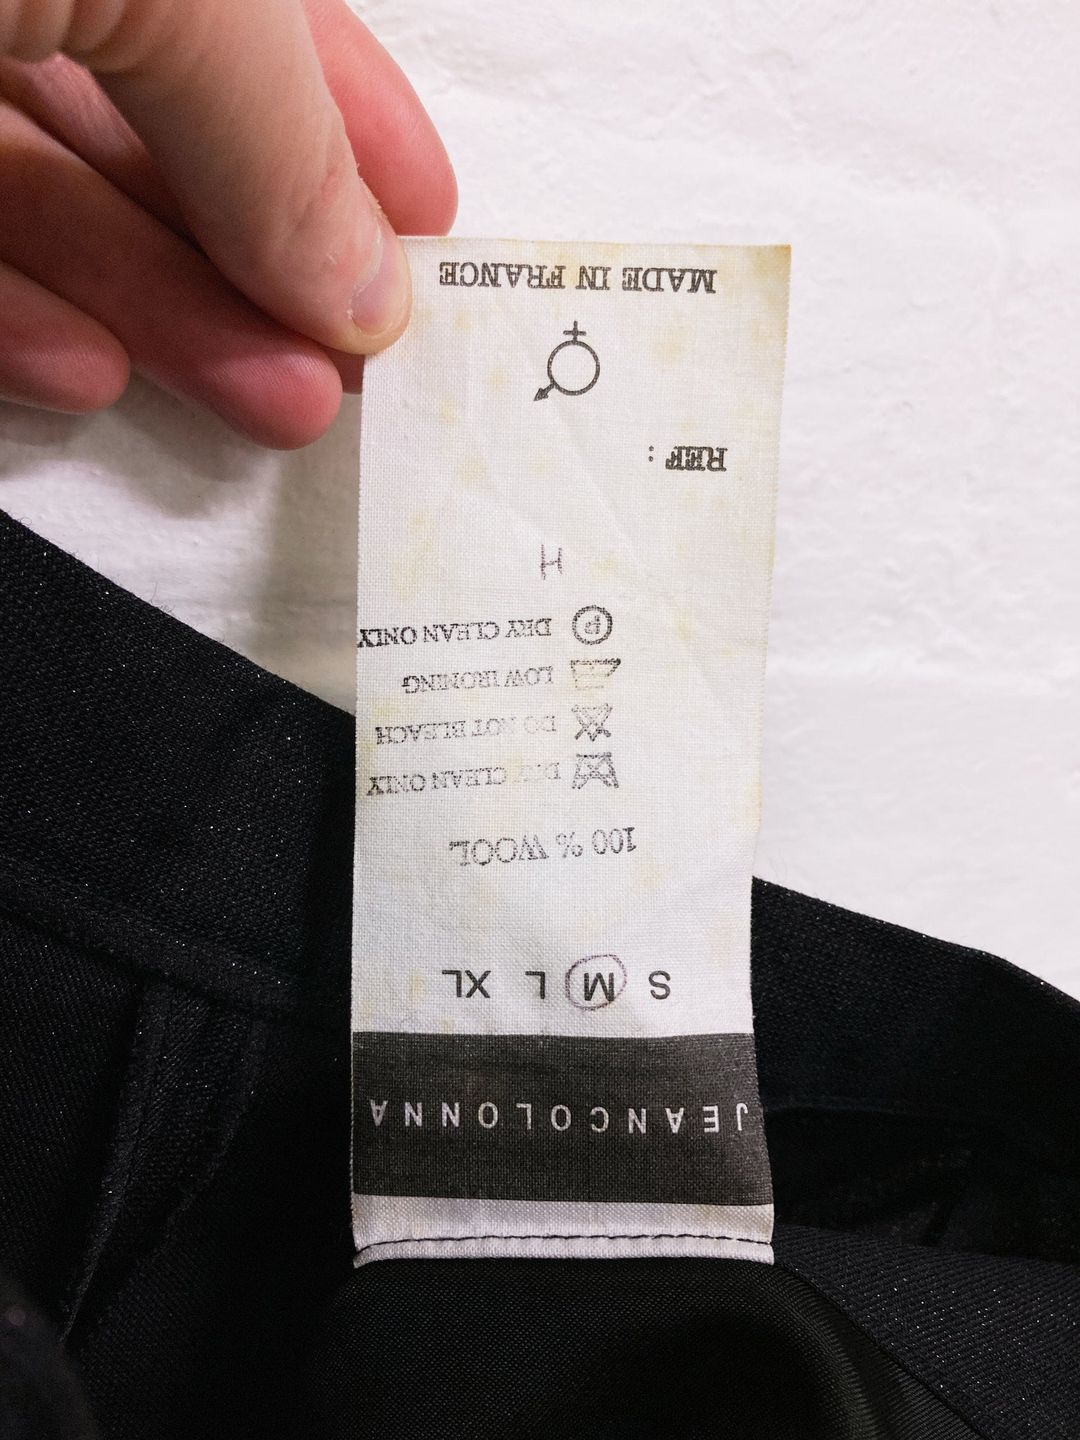 JEANCOLONNA
S M L XL
100 % WOOL
DRY CLEAN ONLY
DO NOT BLEACH
LOW IRONING
P DRY CLEAN ONLY
H
REF :
MADE IN FRANCE